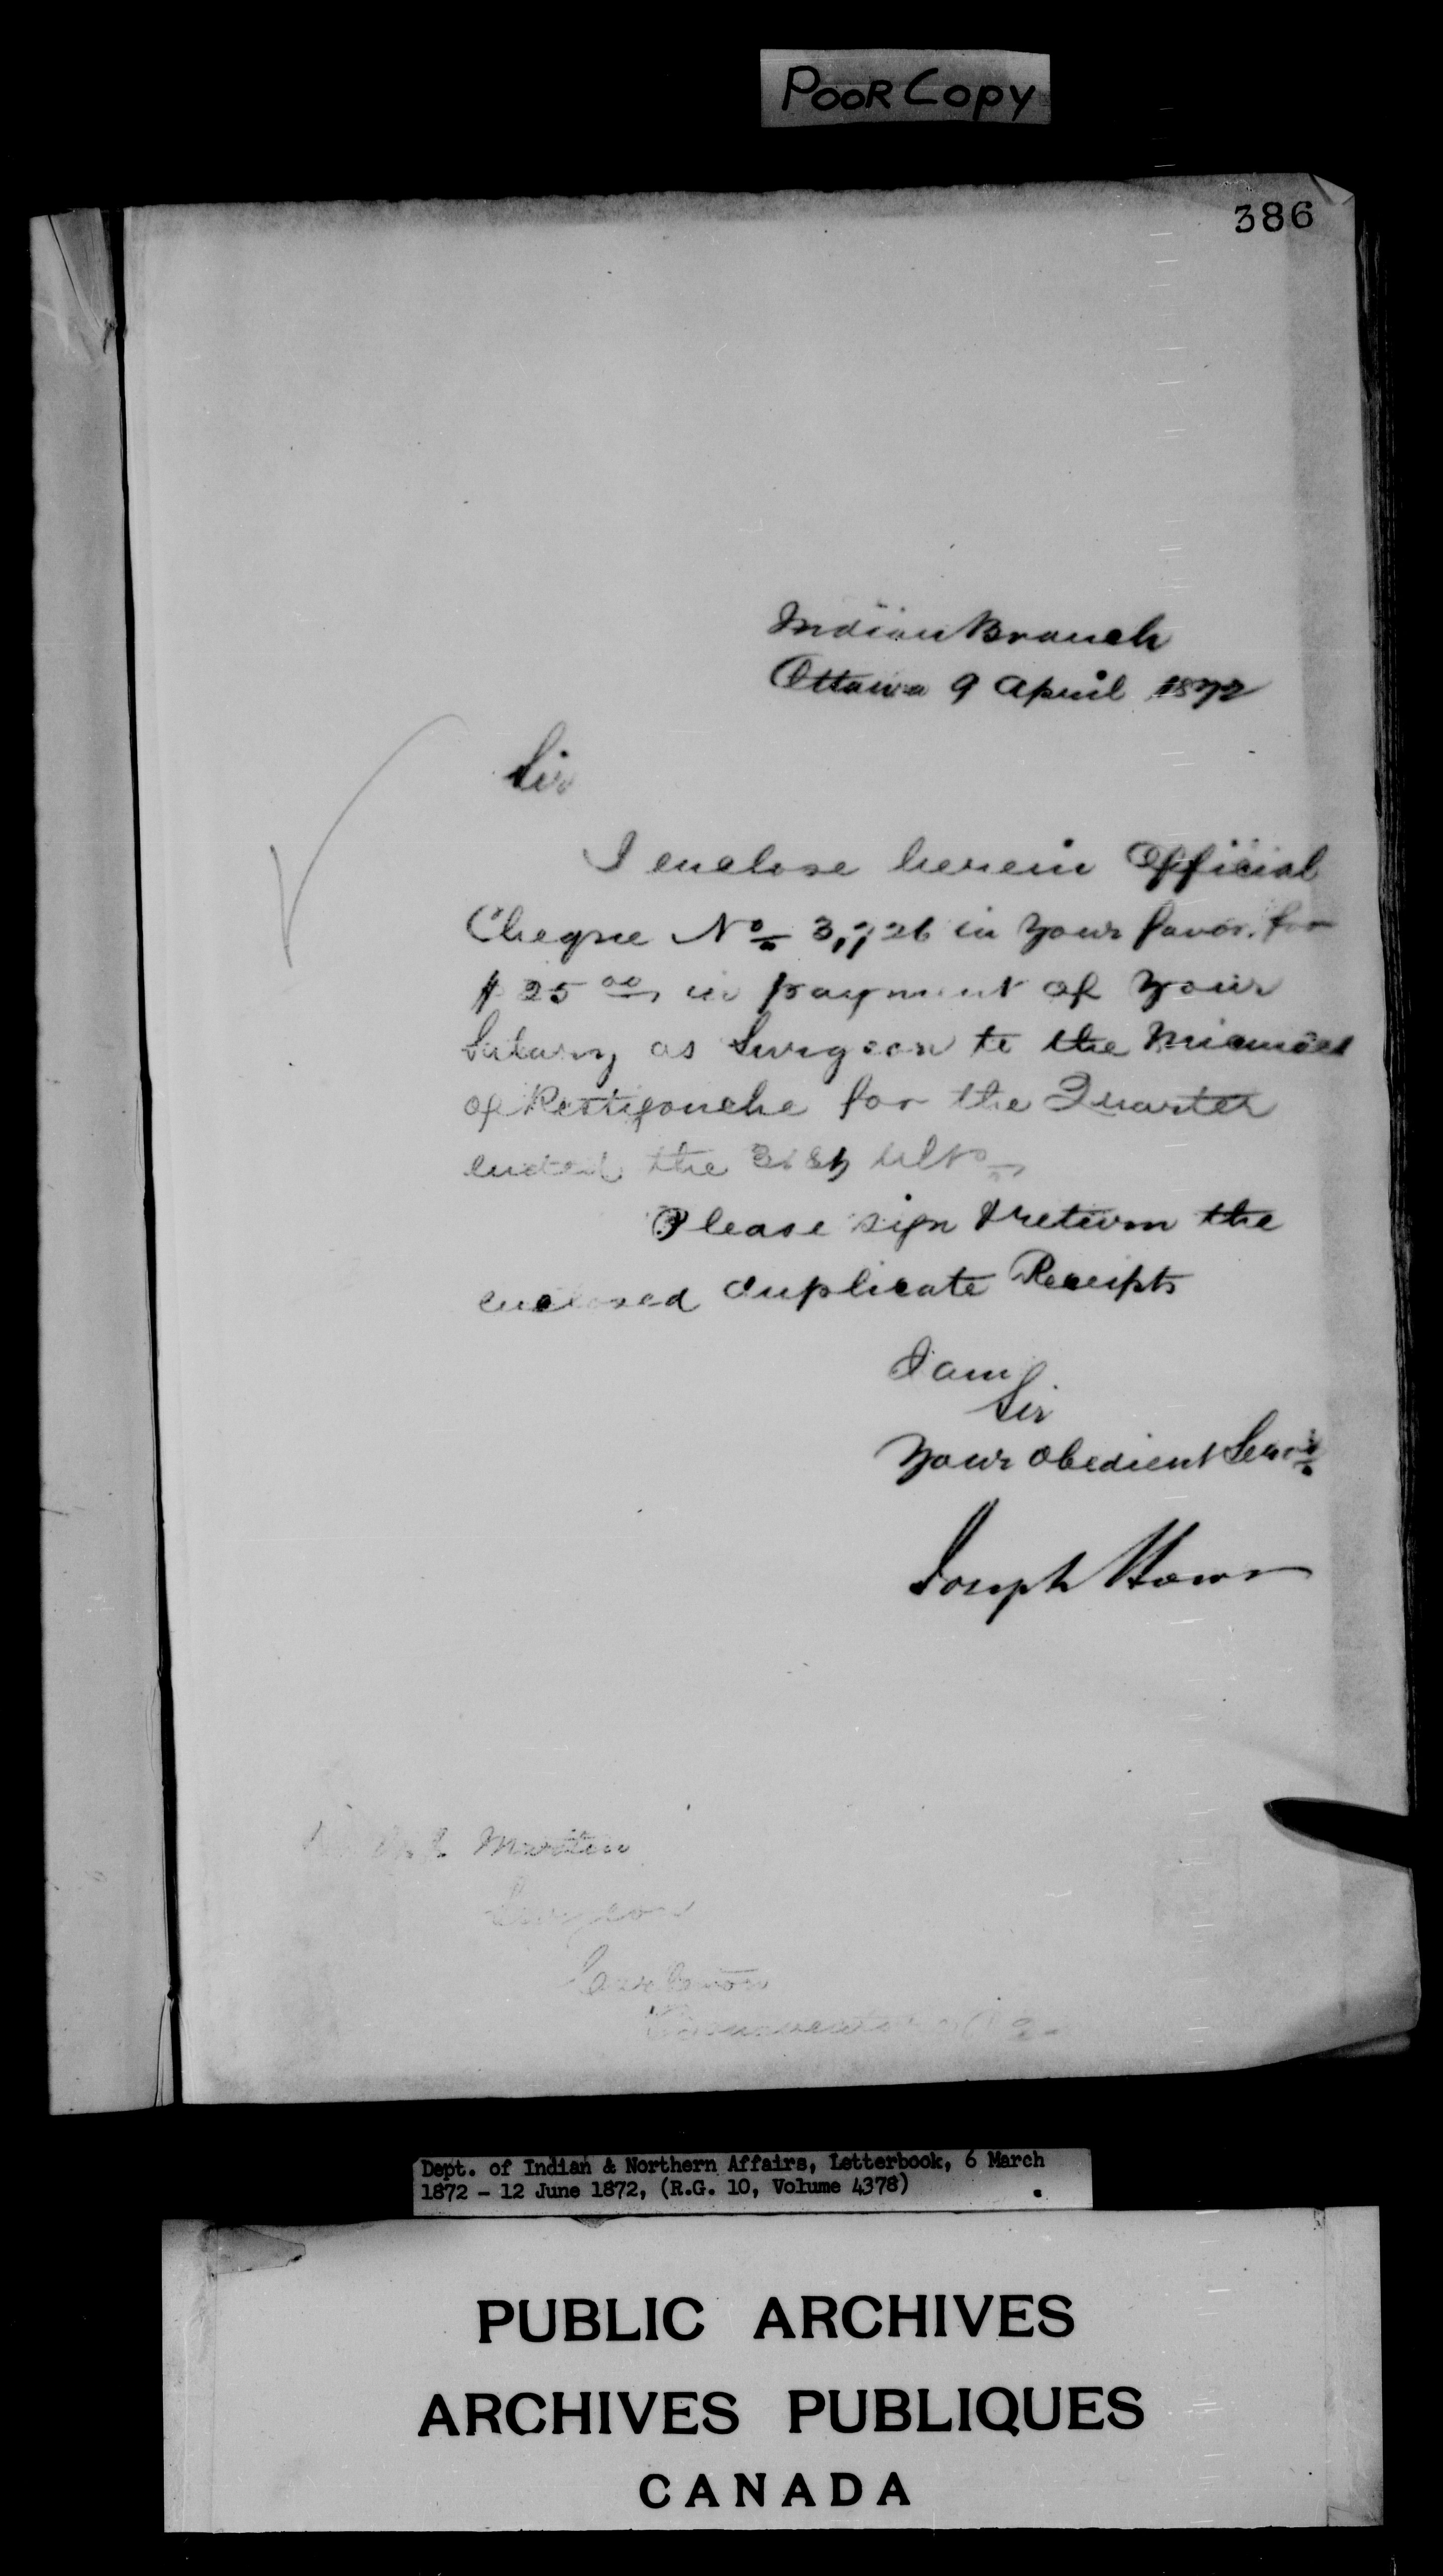 POOR COPY
386
Indian Branch
Ottawa 9 April 1872
Sir
I enclose herein Official
Cheque No 3,726 in your favor for
$25 00 in payment of your
Salary as Surgeon to the Micmacs
of Restigouche for the Quarter
ended the 31st ulto
Please sign & return the
enclosed duplicate Receipts
I am
Sir
Your obedient Servt
Joseph Howe
Martin
Surgeon
Carleton
Bonaventure
Dept. of Indian & Northern Affairs, Letterbook, 6 March
1872 - 12 June 1872, (R.G. 10, Volume 4378)
PUBLIC ARCHIVES
ARCHIVES PUBLIQUES
CANADA